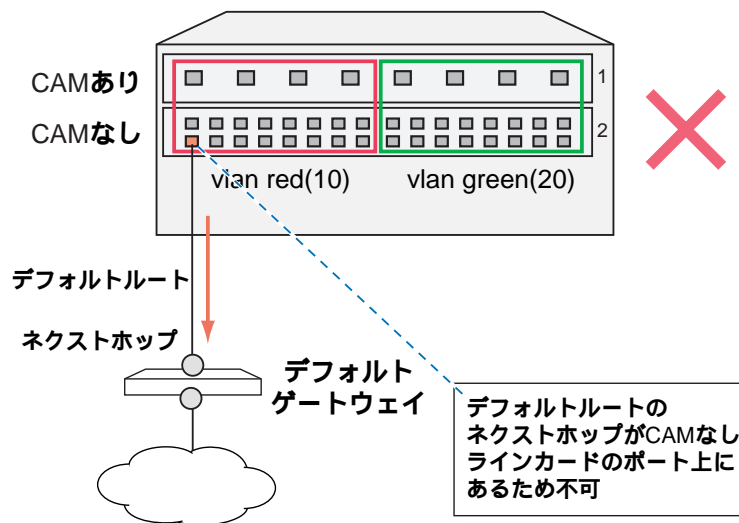 CAMあり
1
CAMなし
2
vlan red(10)
vlan green(20)
デフォルトルート
ネクストホップ
デフォルト
ゲートウェイ
デフォルトルートの
ネクストホップがCAMなし
ラインカードのポート上に
あるため不可